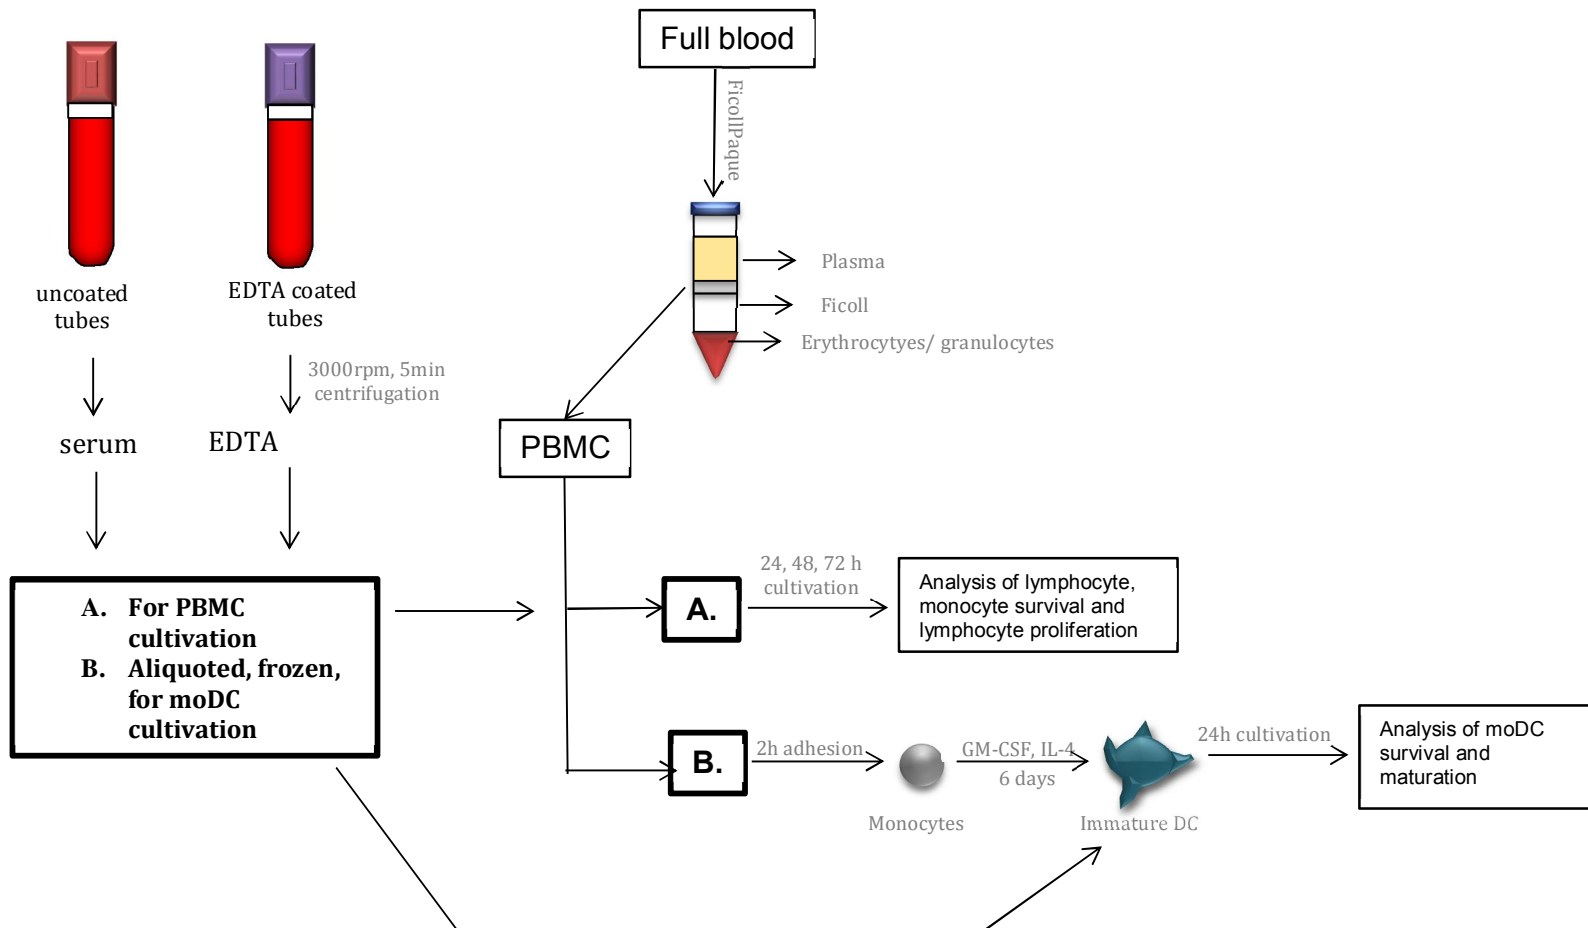 Full blood
FicollPaque
uncoated
tubes
EDTA coated
tubes
3000rpm, 5min
centrifugation
serum
EDTA
Plasma
Ficoll
Erythrocytyes/ granulocytes
PBMC
A. For PBMC
cultivation
B. Aliquoted, frozen,
for moDC
cultivation
A.
24, 48, 72 h
cultivation
Analysis of lymphocyte,
monocyte survival and
lymphocyte proliferation
B.
2h adhesion
Monocytes
GM-CSF, IL-4
6 days
Immature DC
24h cultivation
Analysis of moDC
survival and
maturation